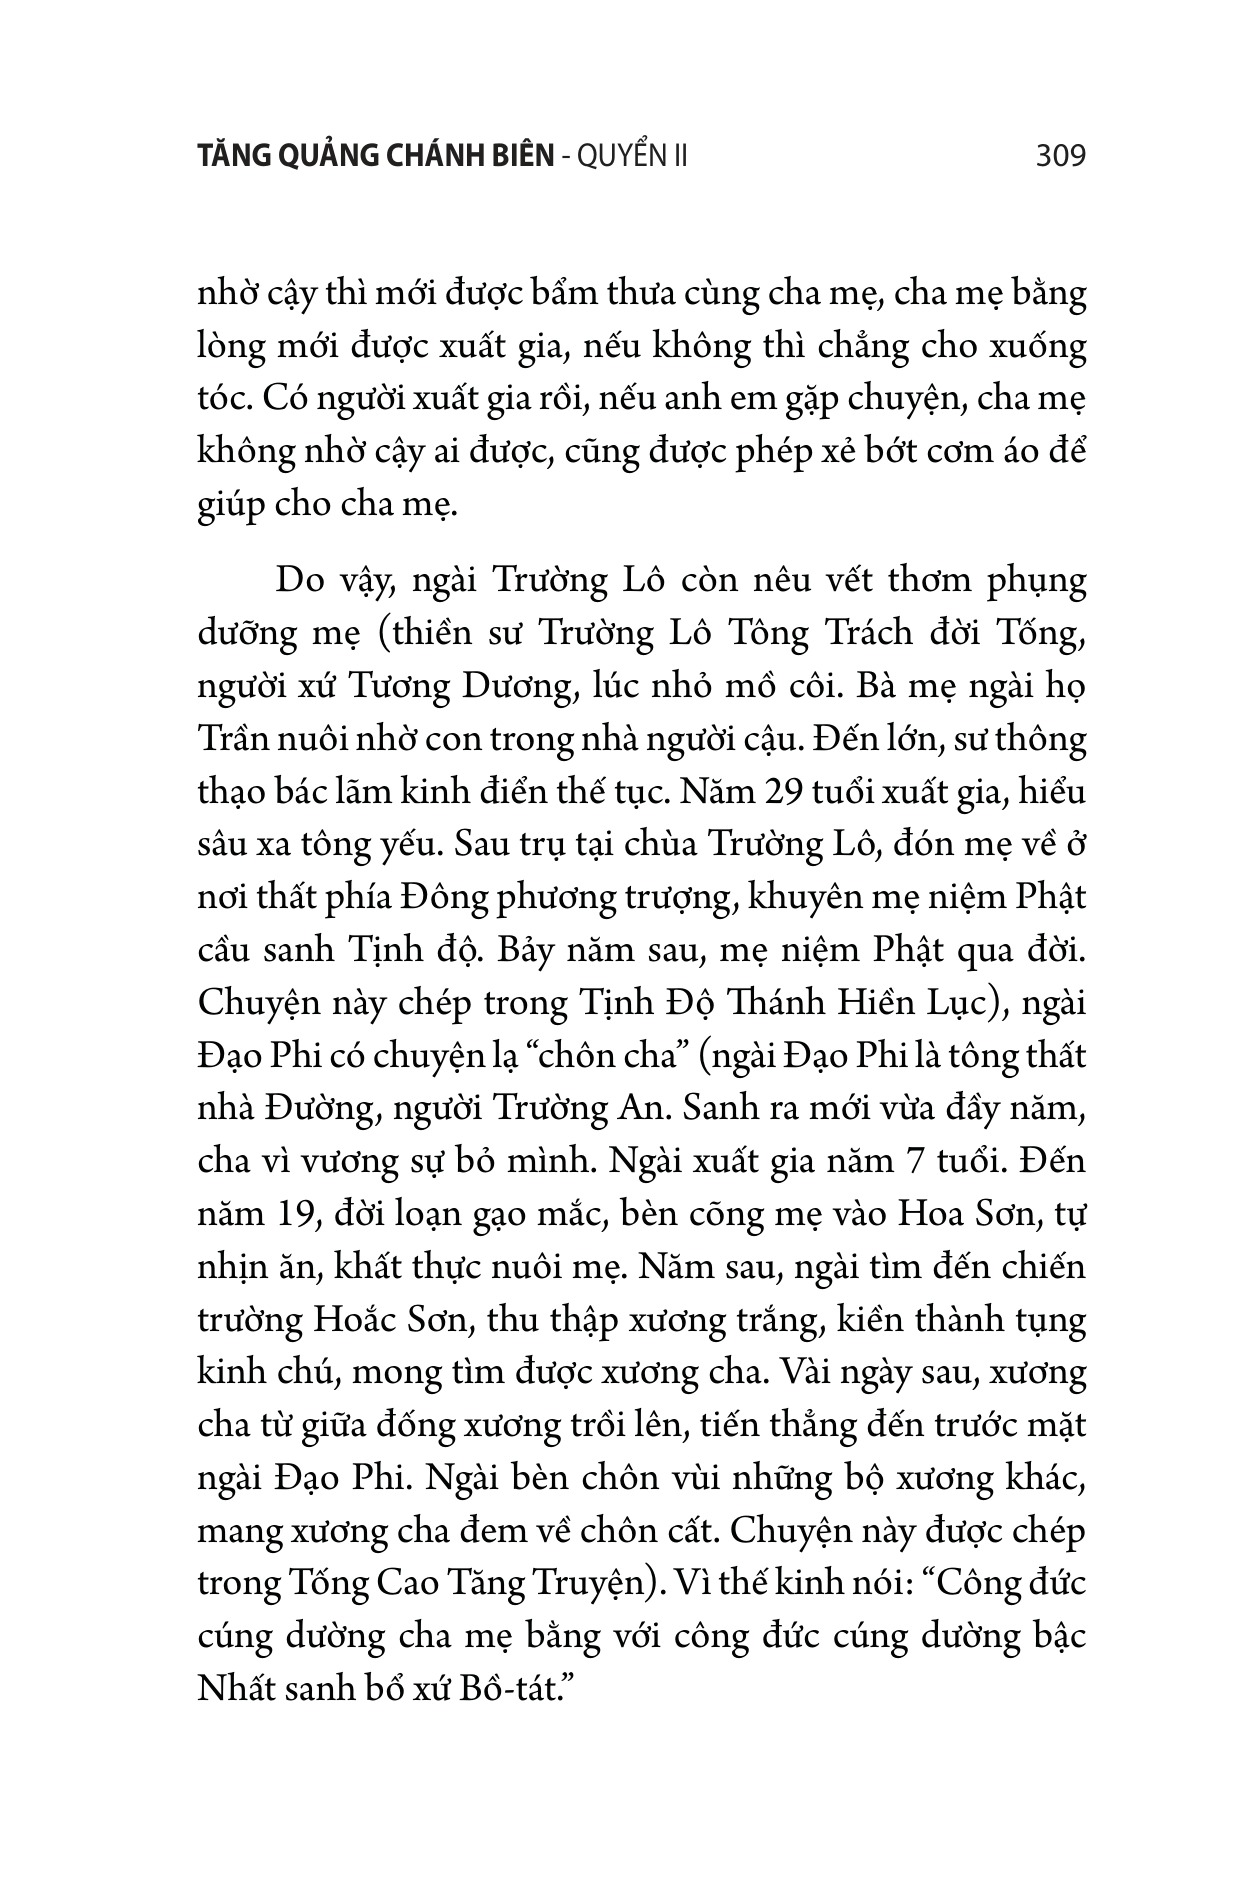 TĂNG QUẢNG CHÁNH BIÊN - QUYỂN II 309
nhờ cậy thì mới được bẩm thưa cùng cha mẹ, cha mẹ bằng
lòng mới được xuất gia, nếu không thì chẳng cho xuống
tóc. Có người xuất gia rồi, nếu anh em gặp chuyện, cha mẹ
không nhờ cậy ai được, cũng được phép xẻ bớt cơm áo để
giúp cho cha mẹ.
Do vậy, ngài Trường Lô còn nêu vết thơm phụng
dưỡng mẹ (thiền sư Trường Lô Tông Trách đời Tống,
người xứ Tương Dương, lúc nhỏ mồ côi. Bà mẹ ngài họ
Trần nuôi nhờ con trong nhà người cậu. Đến lớn, sư thông
thạo bác lãm kinh điển thế tục. Năm 29 tuổi xuất gia, hiểu
sâu xa tông yếu. Sau trụ tại chùa Trường Lô, đón mẹ về ở
nơi thất phía Đông phương trượng, khuyên mẹ niệm Phật
cầu sanh Tịnh độ. Bảy năm sau, mẹ niệm Phật qua đời.
Chuyện này chép trong Tịnh Độ Thánh Hiền Lục), ngài
Đạo Phi có chuyện lạ “chôn cha” (ngài Đạo Phi là tông thất
nhà Đường, người Trường An. Sanh ra mới vừa đầy năm,
cha vì vương sự bỏ mình. Ngài xuất gia năm 7 tuổi. Đến
năm 19, đời loạn gạo mắc, bèn cõng mẹ vào Hoa Sơn, tự
nhịn ăn, khất thực nuôi mẹ. Năm sau, ngài tìm đến chiến
trường Hoắc Sơn, thu thập xương trắng, kiền thành tụng
kinh chú, mong tìm được xương cha. Vài ngày sau, xương
cha từ giữa đống xương trồi lên, tiến thẳng đến trước mặt
ngài Đạo Phi. Ngài bèn chôn vùi những bộ xương khác,
mang xương cha đem về chôn cất. Chuyện này được chép
trong Tống Cao Tăng Truyện). Vì thế kinh nói: “Công đức
cúng dường cha mẹ bằng với công đức cúng dường bậc
Nhất sanh bổ xứ Bồ-tát.”